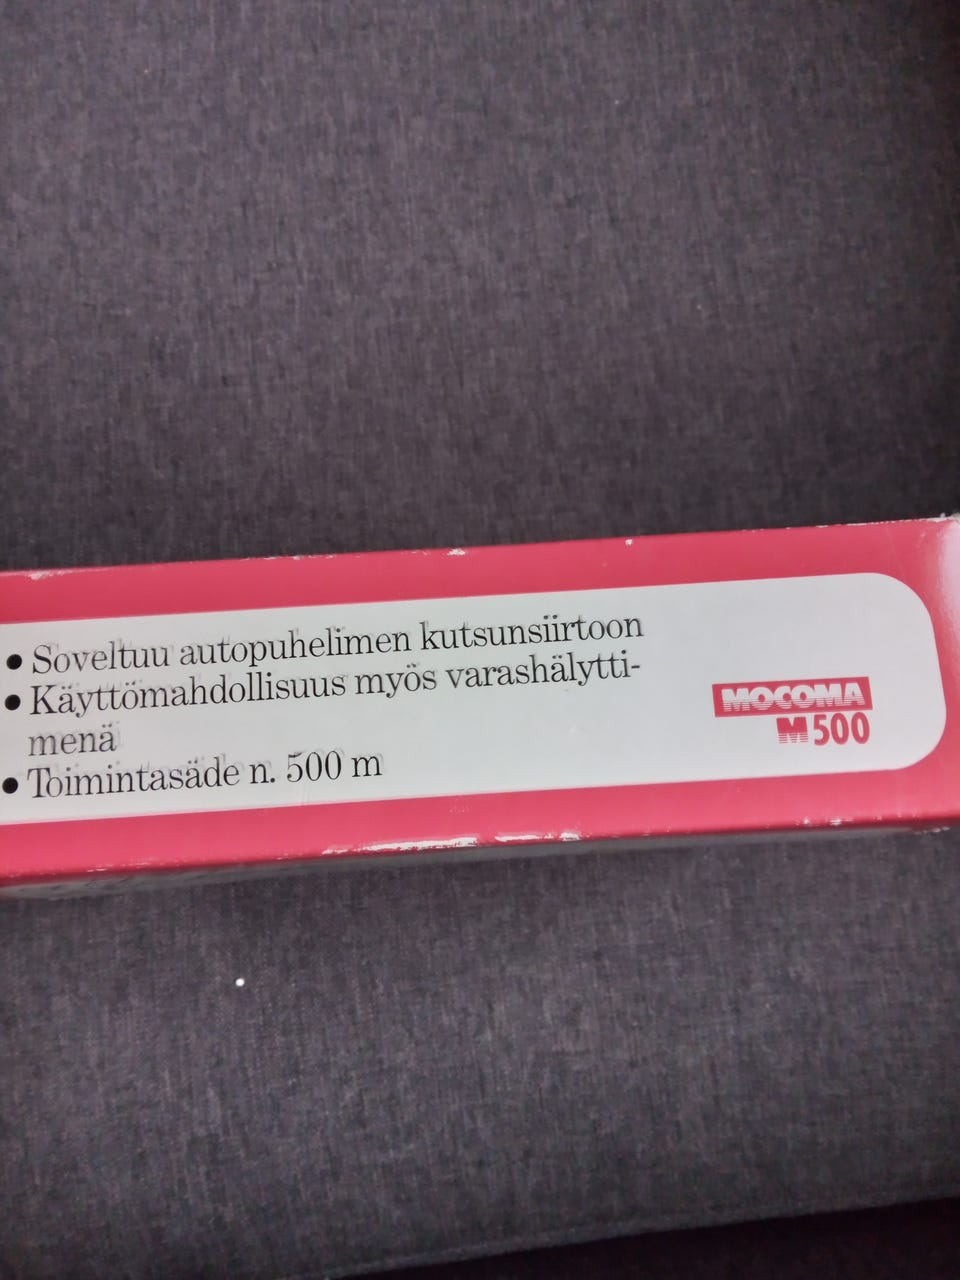 • Soveltuu autopuhelimen kutsunsiirtoon
• Käyttömahdollisuus myös varashälytti-
menä
• Toimintasäde n. 500 m
MOCOMA
M500